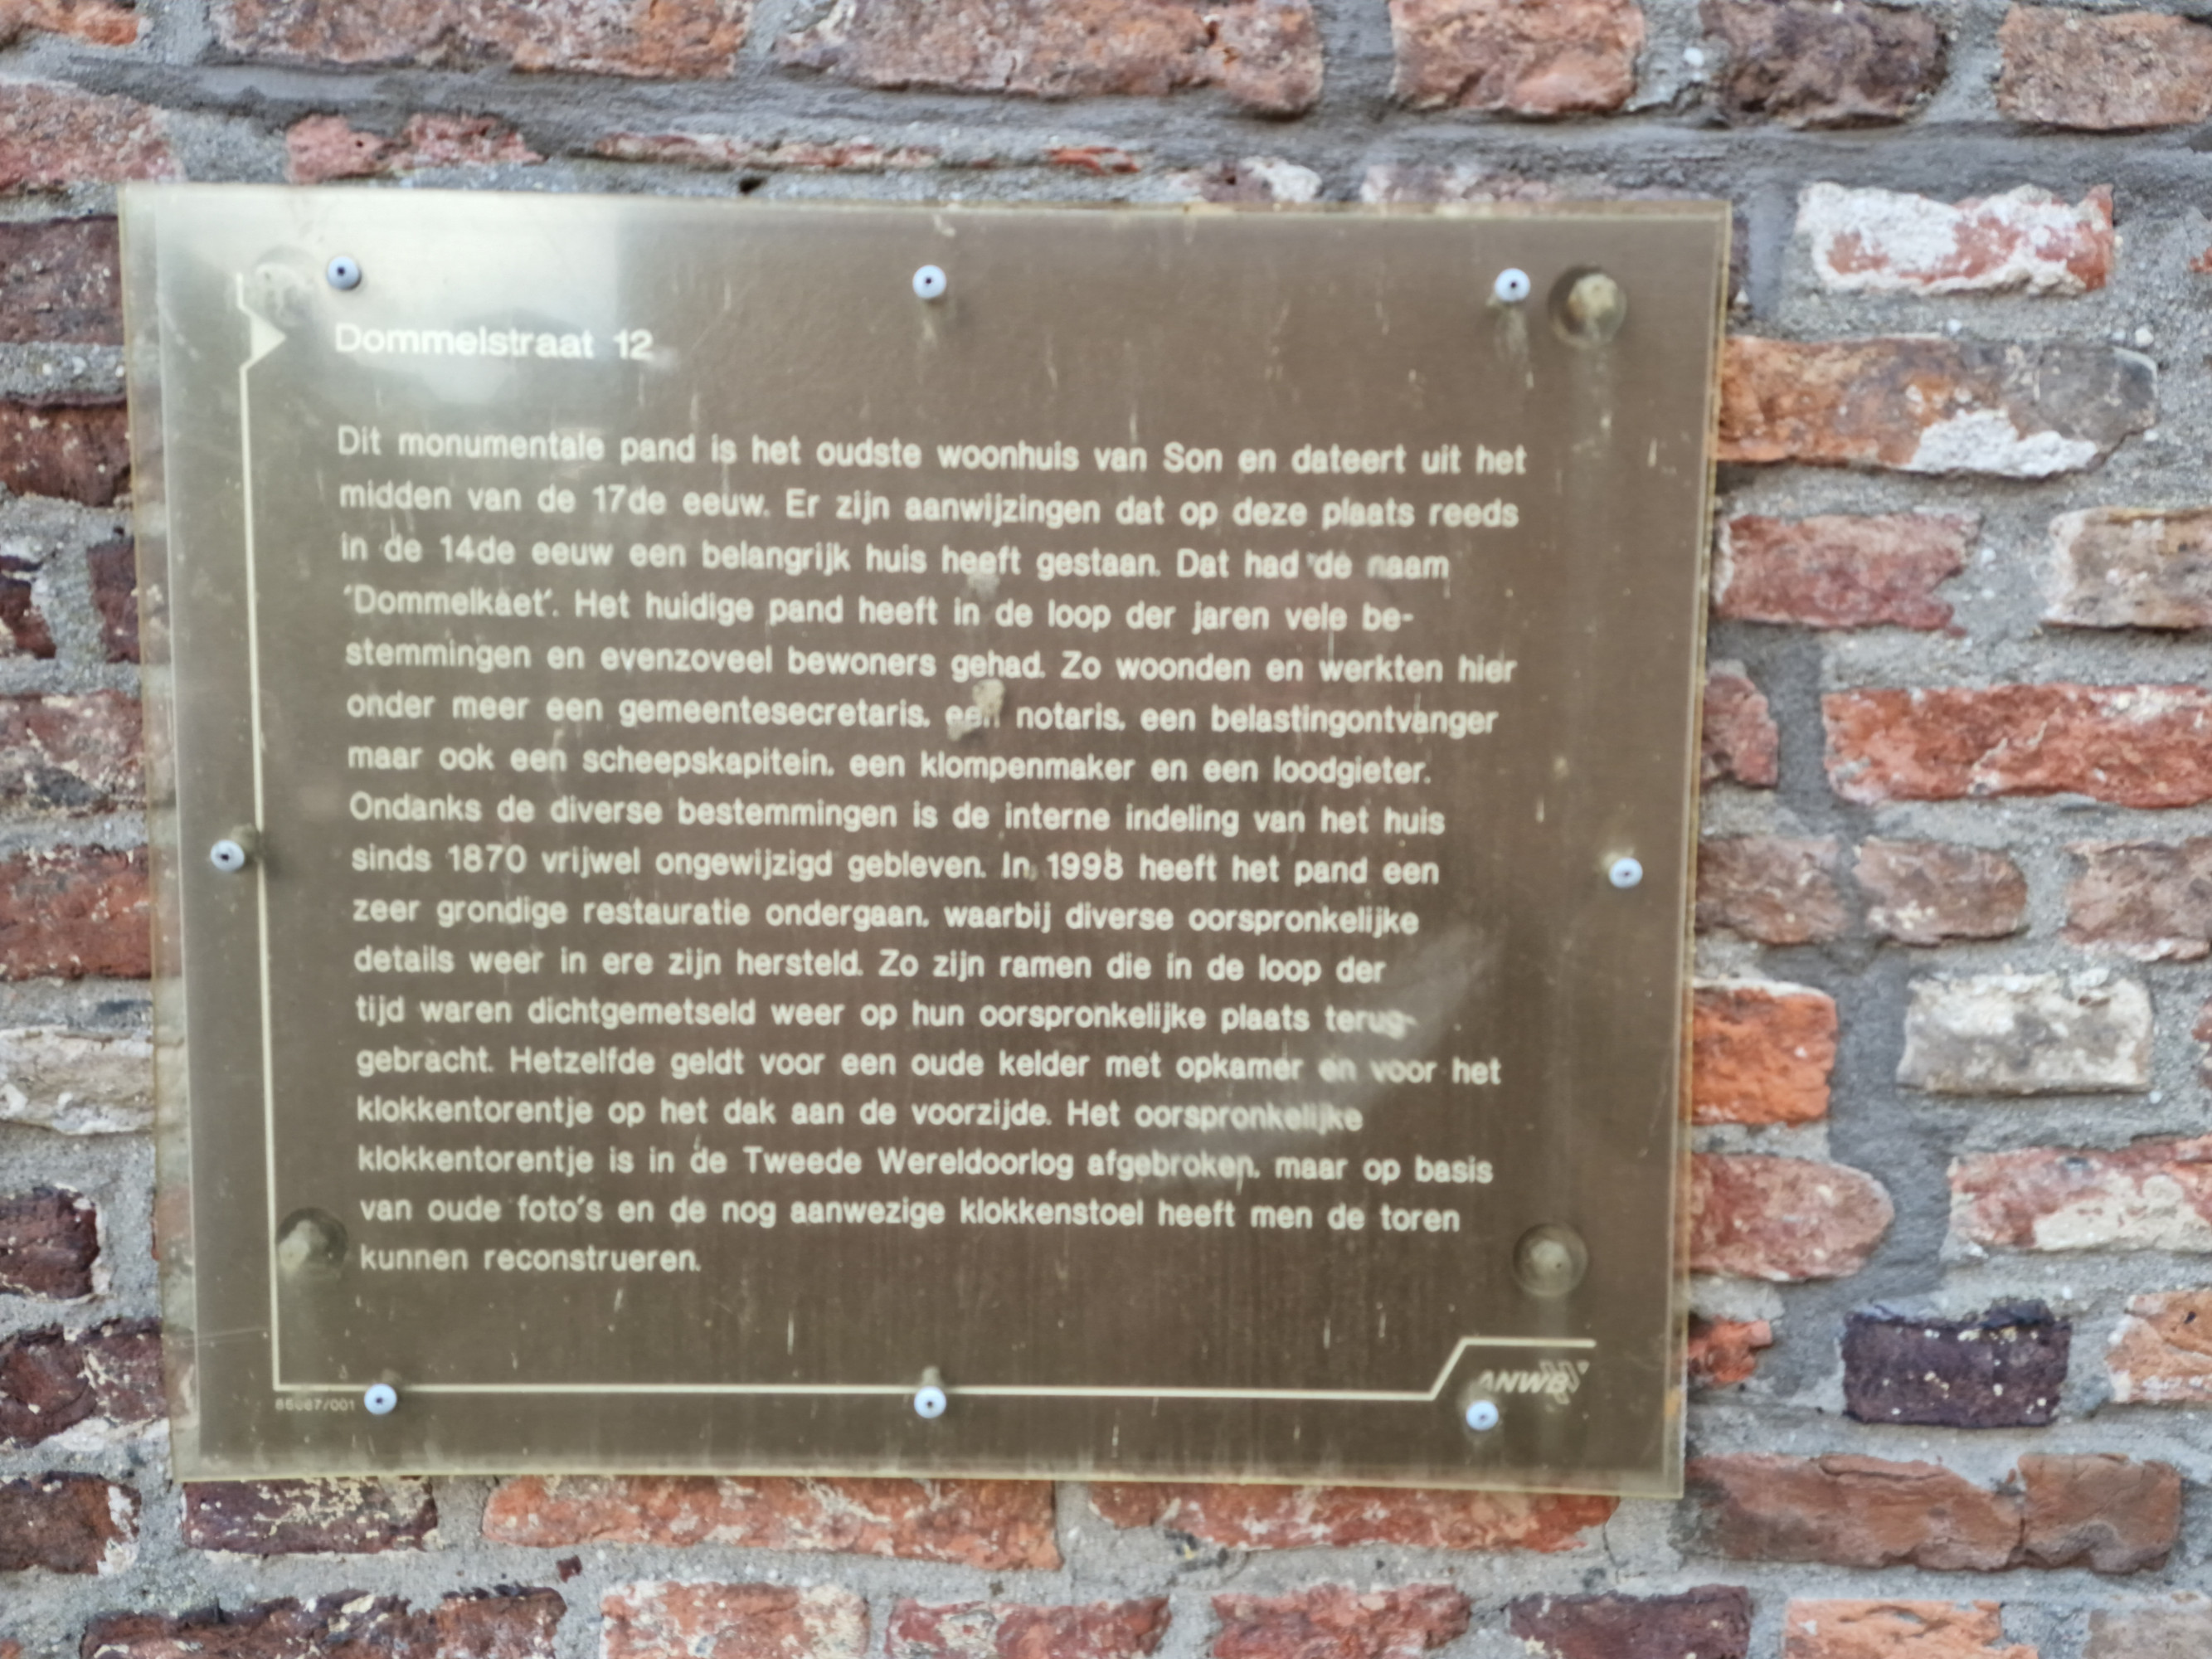 Dommelstraat 12
Dit monumentale pand is het oudste woonhuis van Son en dateert uit het
midden van de 17de eeuw. Er zijn aanwijzingen dat op deze plaats reeds
in de 14de eeuw een belangrijk huis heeft gestaan. Dat had de naam
'Dommelkaet'. Het huidige pand heeft in de loop der jaren vele be-
stemmingen en evenzoveel bewoners gehad. Zo woonden en werkten hier
onder meer een gemeentesecretaris, een notaris, een belastingontvanger
maar ook een scheepskapitein, een klompenmaker en een loodgieter.
Ondanks de diverse bestemmingen is de interne indeling van het huis
sinds 1870 vrijwel ongewijzigd gebleven. In 1998 heeft het pand een
zeer grondige restauratie ondergaan, waarbij diverse oorspronkelijke
details weer in ere zijn hersteld. Zo zijn ramen die in de loop der
tijd waren dichtgemetseld weer op hun oorspronkelijke plaats terug-
gebracht. Hetzelfde geldt voor een oude kelder met opkamer en voor het
klokkentorentje op het dak aan de voorzijde. Het oorspronkelijke
klokkentorentje is in de Tweede Wereldoorlog afgebroken, maar op basis
van oude foto's en de nog aanwezige klokkenstoel heeft men de toren
kunnen reconstrueren.
ANWB